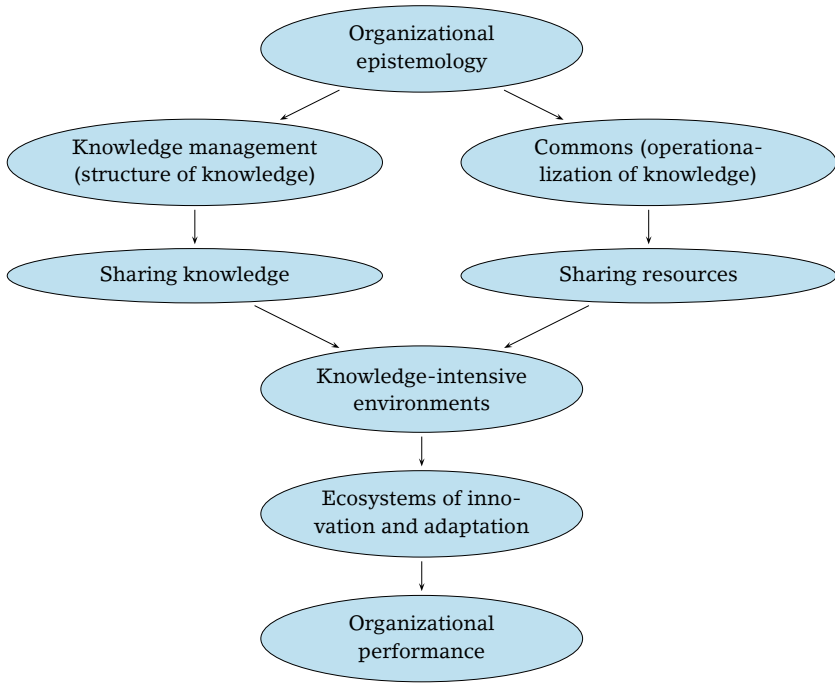 Organizational
epistemology
Knowledge management
(structure of knowledge)
Commons (operationa-
lization of knowledge)
Sharing knowledge
Sharing resources
Knowledge-intensive
environments
Ecosystems of inno-
vation and adaptation
Organizational
performance